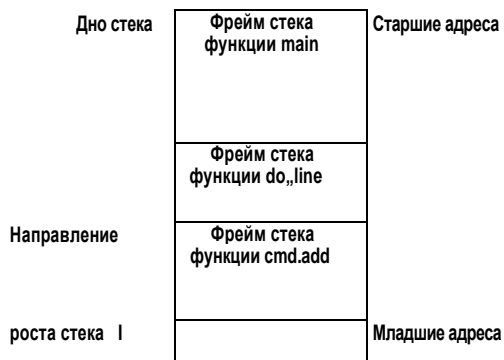 Дно стека
Фрейм стека
функции main
Старшие адреса
Фрейм стека
функции do„line
Направление
Фрейм стека
функции cmd.add
роста стека I
Младшие адреса